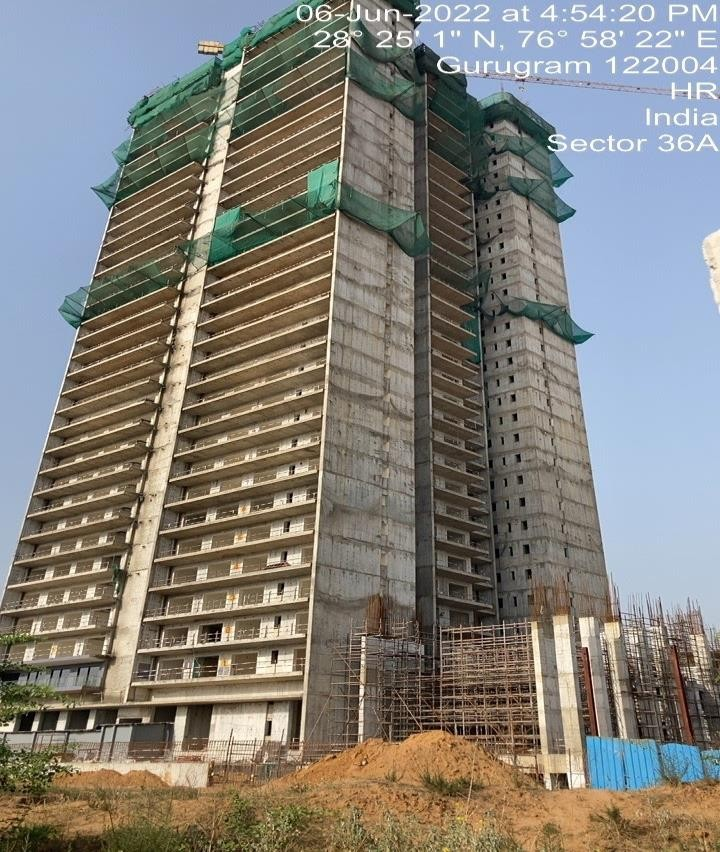 06-Jun-2022 at 4:54:20 PM
28° 25' 1" N, 76° 58' 22" E
Gurugram 122004
HR
India
Sector 36A